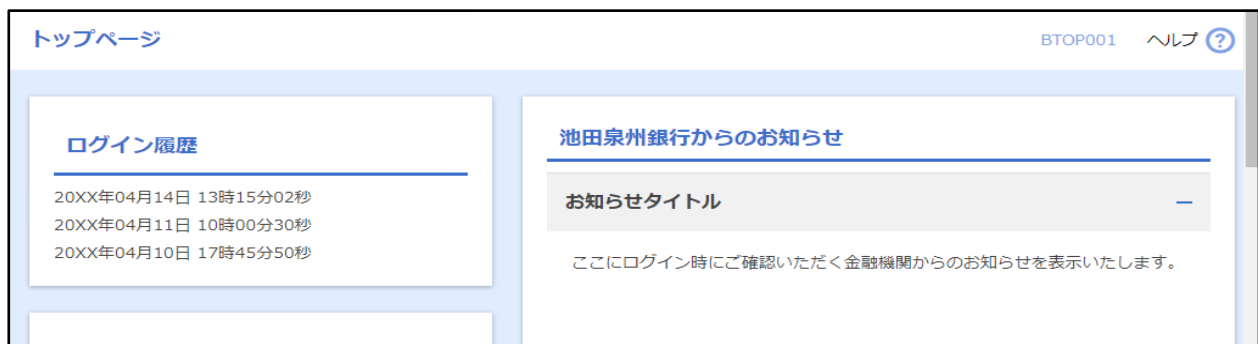 トップページ
BTOP001 ヘルプ ?
ログイン履歴
20XX年04月14日 13時15分02秒
20XX年04月11日 10時00分30秒
20XX年04月10日 17時45分50秒
池田泉州銀行からのお知らせ
お知らせタイトル −
ここにログイン時にご確認いただく金融機関からのお知らせを表示いたします。